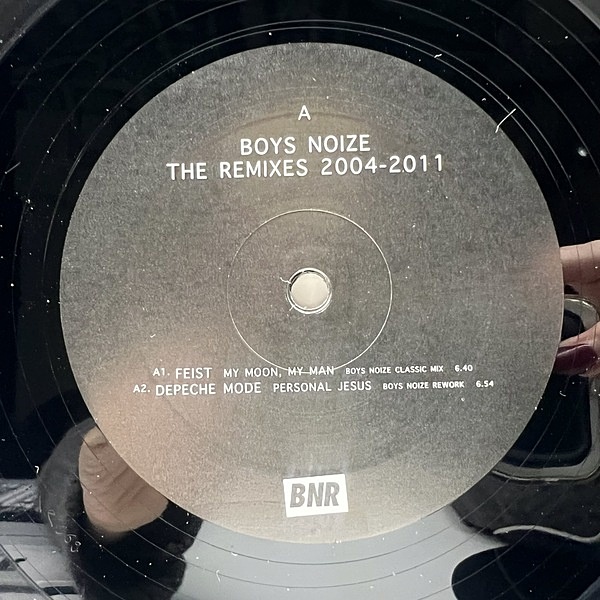 A
BOYS NOIZE
THE REMIXES 2004-2011
A1. FEIST MY MOON, MY MAN BOYS NOIZE CLASSIC MIX 6.40
A2. DEPECHE MODE PERSONAL JESUS BOYS NOIZE REWORK 6.54
BNR